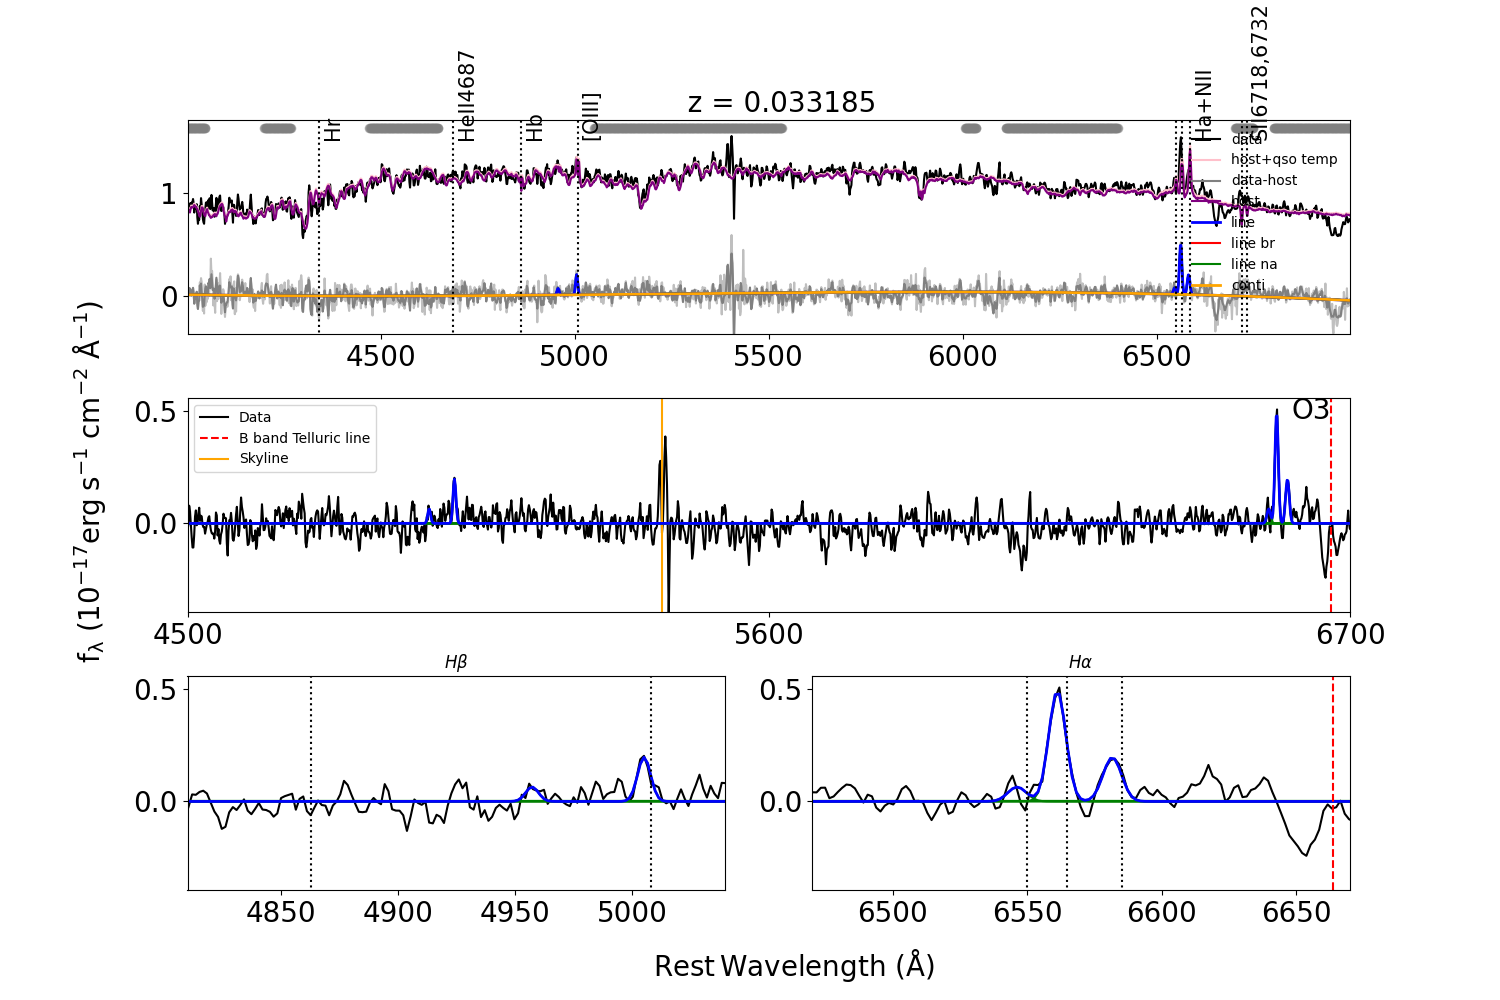 z = 0.033185
Hr
HeII4687
Hb
[OIII]
Ha+NII
SII6718,6732
data
host+qso temp
data-host
host
line
line br
line na
conti
1
0
4500 5000 5500 6000 6500
Data
B band Telluric line
Skyline
O3
0.5
0.0
4500 5600 6700
fλ (10⁻¹⁷erg s⁻¹ cm⁻² Å⁻¹)
Hβ
0.5
0.0
4850 4900 4950 5000
Hα
0.5
0.0
6500 6550 6600 6650
Rest Wavelength (Å)